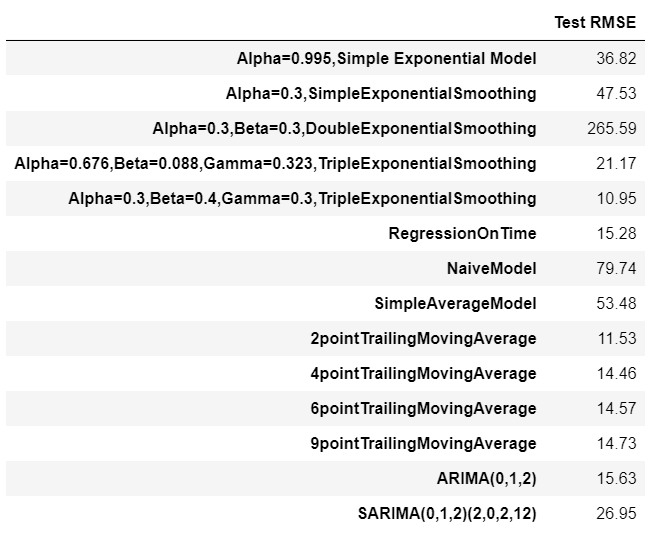 Test RMSE
Alpha=0.995,Simple Exponential Model 36.82
Alpha=0.3,SimpleExponentialSmoothing 47.53
Alpha=0.3,Beta=0.3,DoubleExponentialSmoothing 265.59
Alpha=0.676,Beta=0.088,Gamma=0.323,TripleExponentialSmoothing 21.17
Alpha=0.3,Beta=0.4,Gamma=0.3,TripleExponentialSmoothing 10.95
RegressionOnTime 15.28
NaiveModel 79.74
SimpleAverageModel 53.48
2pointTrailingMovingAverage 11.53
4pointTrailingMovingAverage 14.46
6pointTrailingMovingAverage 14.57
9pointTrailingMovingAverage 14.73
ARIMA(0,1,2) 15.63
SARIMA(0,1,2)(2,0,2,12) 26.95